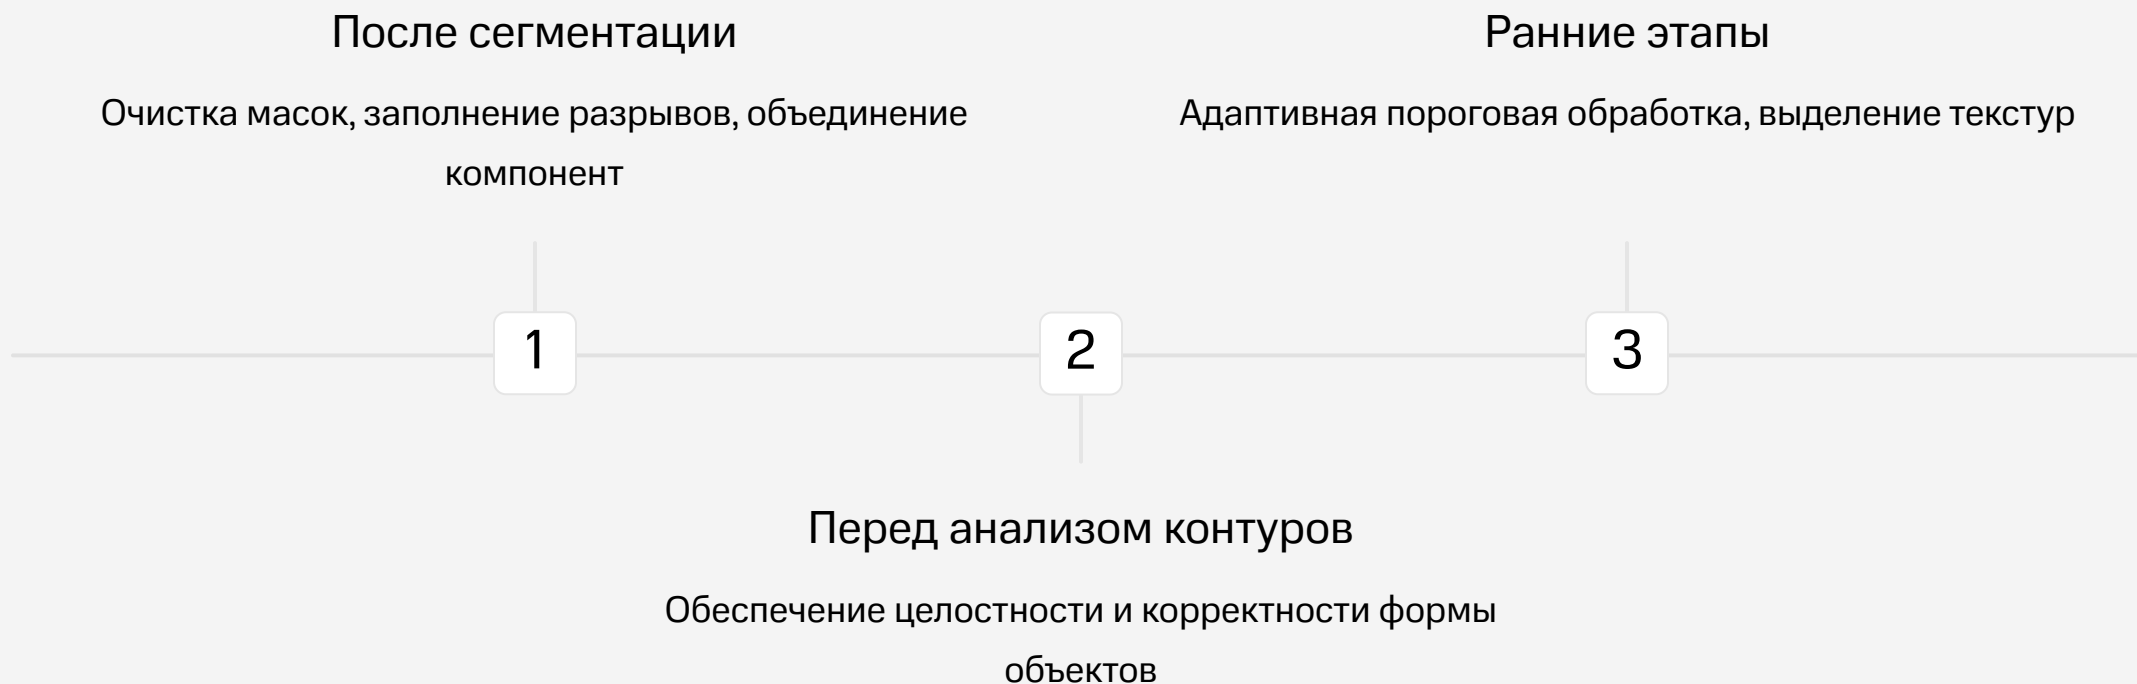 После сегментации
Очистка масок, заполнение разрывов, объединение
компонент
Ранние этапы
Адаптивная пороговая обработка, выделение текстур
1
2
3
Перед анализом контуров
Обеспечение целостности и корректности формы
объектов